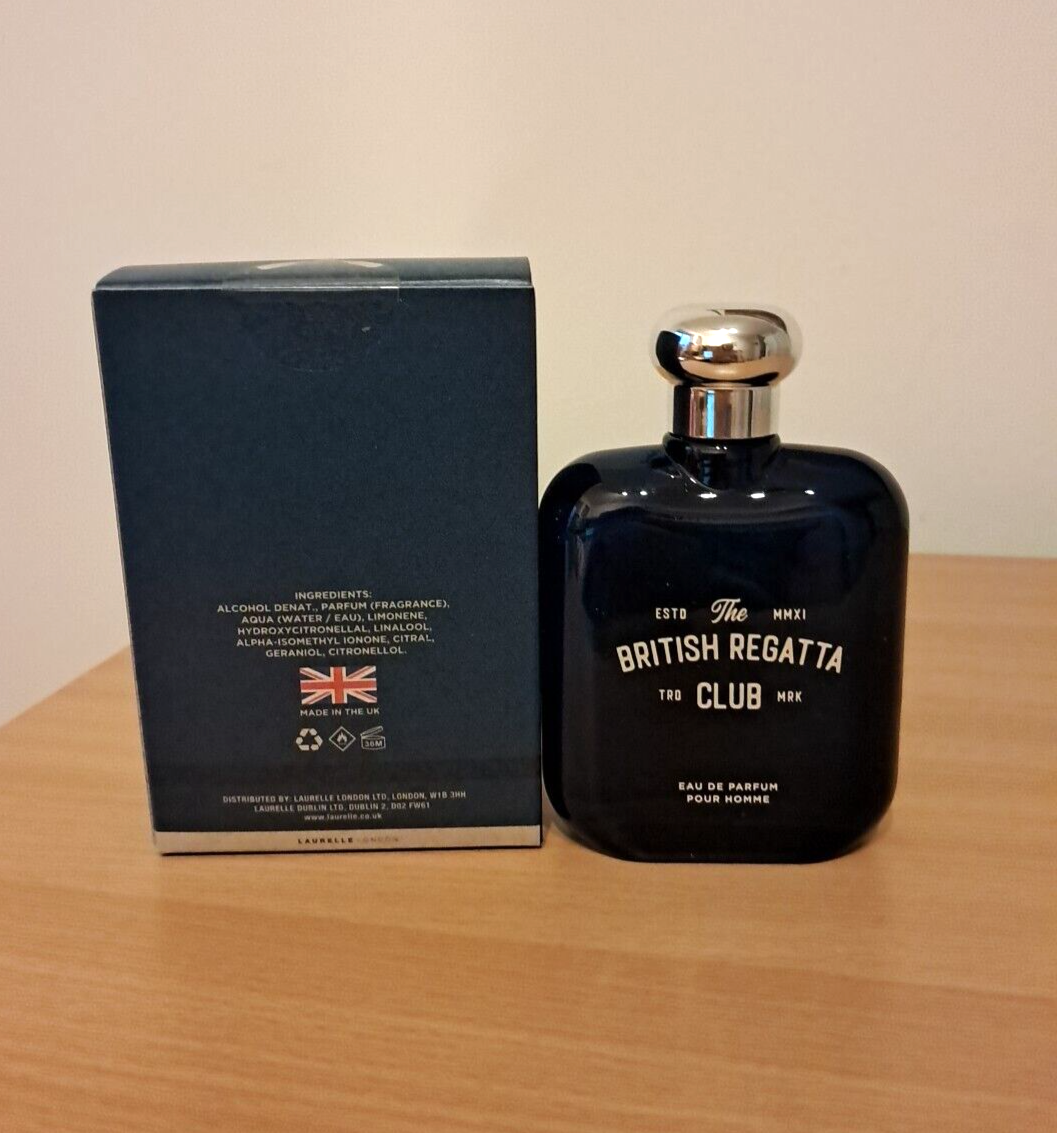 INGREDIENTS:
ALCOHOL DENAT., PARFUM (FRAGRANCE),
AQUA (WATER / EAU), LIMONENE,
HYDROXYCITRONELLAL, LINALOOL,
ALPHA-ISOMETHYL IONONE, CITRAL,
GERANIOL, CITRONELLOL.
MADE IN THE UK
36M
DISTRIBUTED BY: LAURELLE LONDON LTD, LONDON, W1B 3HH
LAURELLE DUBLIN LTD, DUBLIN 2, D02 FW61
www.laurelle.co.uk
LAURELLE LONDON
ESTD The MMXI
BRITISH REGATTA
TRD CLUB MRK
EAU DE PARFUM
POUR HOMME